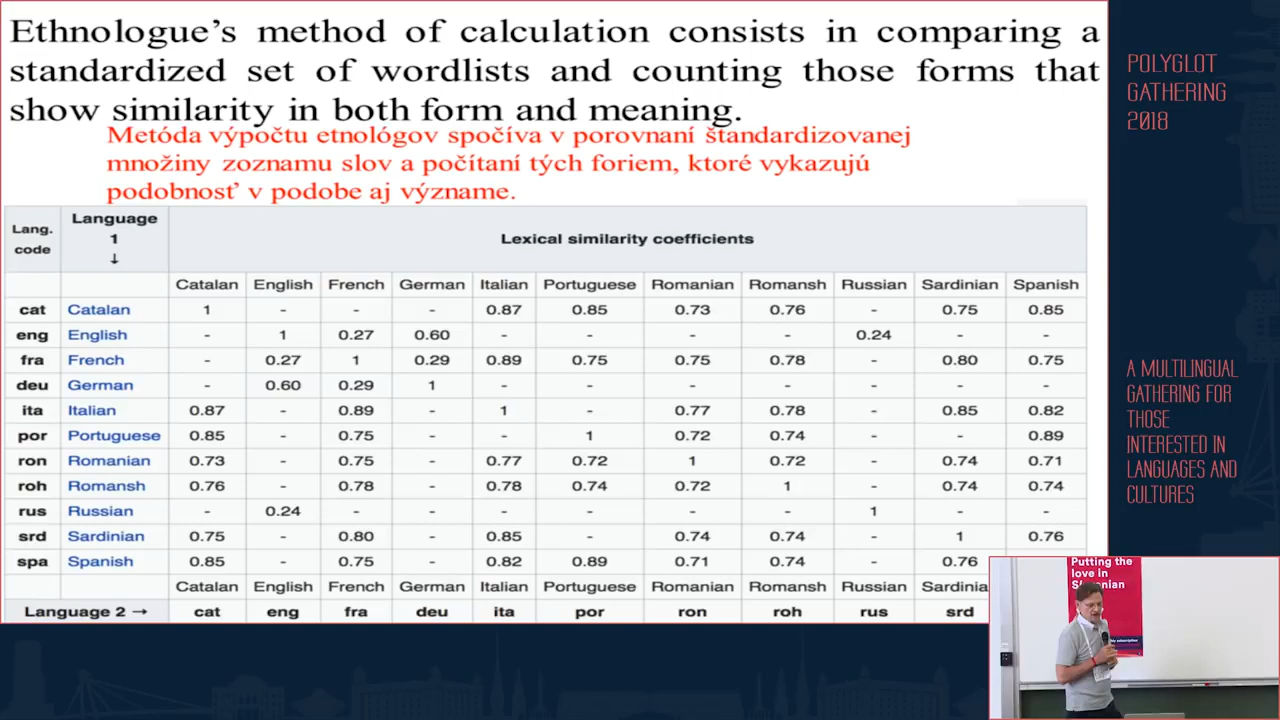 Ethnologue’s method of calculation consists in comparing a
standardized set of wordlists and counting those forms that
show similarity in both form and meaning.
Metóda výpočtu etnológov spočíva v porovnaní štandardizovanej
množiny zoznamu slov a počítaní tých foriem, ktoré vykazujú
podobnosť v podobe aj význame.
Lang. code Language 1 ↓ Lexical similarity coefficients
Catalan English French German Italian Portuguese Romanian Romansh Russian Sardinian Spanish
cat Catalan 1 - - - 0.87 0.85 0.73 0.76 - 0.75 0.85
eng English - 1 0.27 0.60 - - - - 0.24 - -
fra French - 0.27 1 0.29 0.89 0.75 0.75 0.78 - 0.80 0.75
deu German - 0.60 0.29 1 - - - - - - -
ita Italian 0.87 - 0.89 - 1 - 0.77 0.78 - 0.85 0.82
por Portuguese 0.85 - 0.75 - - 1 0.72 0.74 - - 0.89
ron Romanian 0.73 - 0.75 - 0.77 0.72 1 0.72 - 0.74 0.71
roh Romansh 0.76 - 0.78 - 0.78 0.74 0.72 1 - 0.74 0.74
rus Russian - 0.24 - - - - - - 1 - -
srd Sardinian 0.75 - 0.80 - 0.85 - 0.74 0.74 - 1 0.76
spa Spanish 0.85 - 0.75 - 0.82 0.89 0.71 0.74 - 0.76
Catalan English French German Italian Portuguese Romanian Romansh Russian Sardinia
Language 2 → cat eng fra deu ita por ron roh rus srd
POLYGLOT
GATHERING
2018
A MULTILINGUAL
GATHERING FOR
THOSE
INTERESTED IN
LANGUAGES AND
CULTURES
Putting the
love in